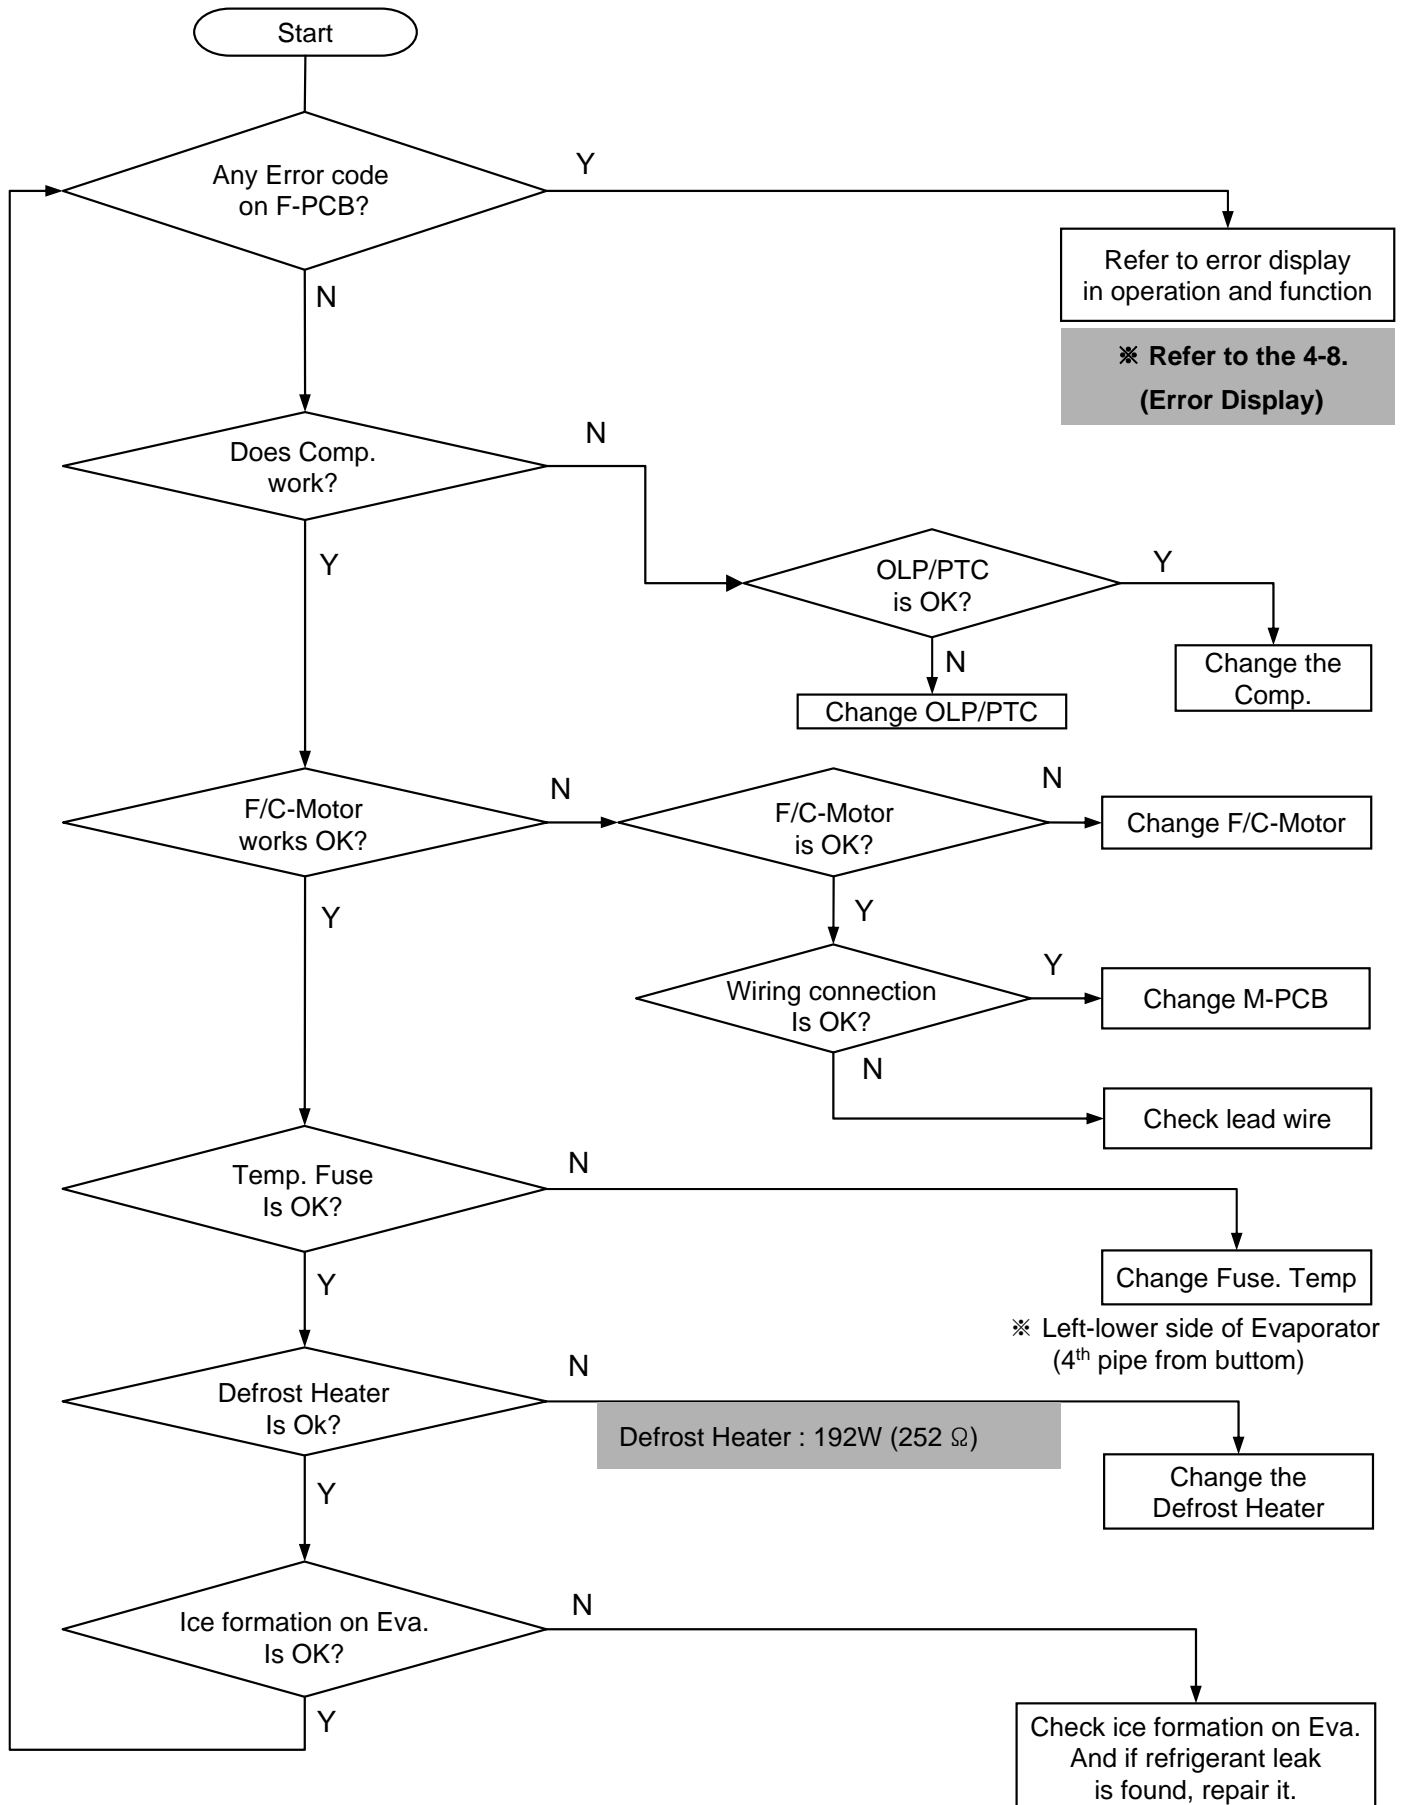 Start
Any Error code
on F-PCB?
Y
N
Refer to error display
in operation and function
※ Refer to the 4-8.
(Error Display)
Does Comp.
work?
N
Y
OLP/PTC
is OK?
Y
N
Change the
Comp.
Change OLP/PTC
F/C-Motor
works OK?
N
Y
F/C-Motor
is OK?
N
Y
Change F/C-Motor
Wiring connection
Is OK?
Y
N
Change M-PCB
Check lead wire
Temp. Fuse
Is OK?
N
Y
Change Fuse. Temp
※ Left-lower side of Evaporator
(4th pipe from buttom)
Defrost Heater
Is Ok?
N
Y
Defrost Heater : 192W (252 Ω)
Change the
Defrost Heater
Ice formation on Eva.
Is OK?
N
Y
Check ice formation on Eva.
And if refrigerant leak
is found, repair it.